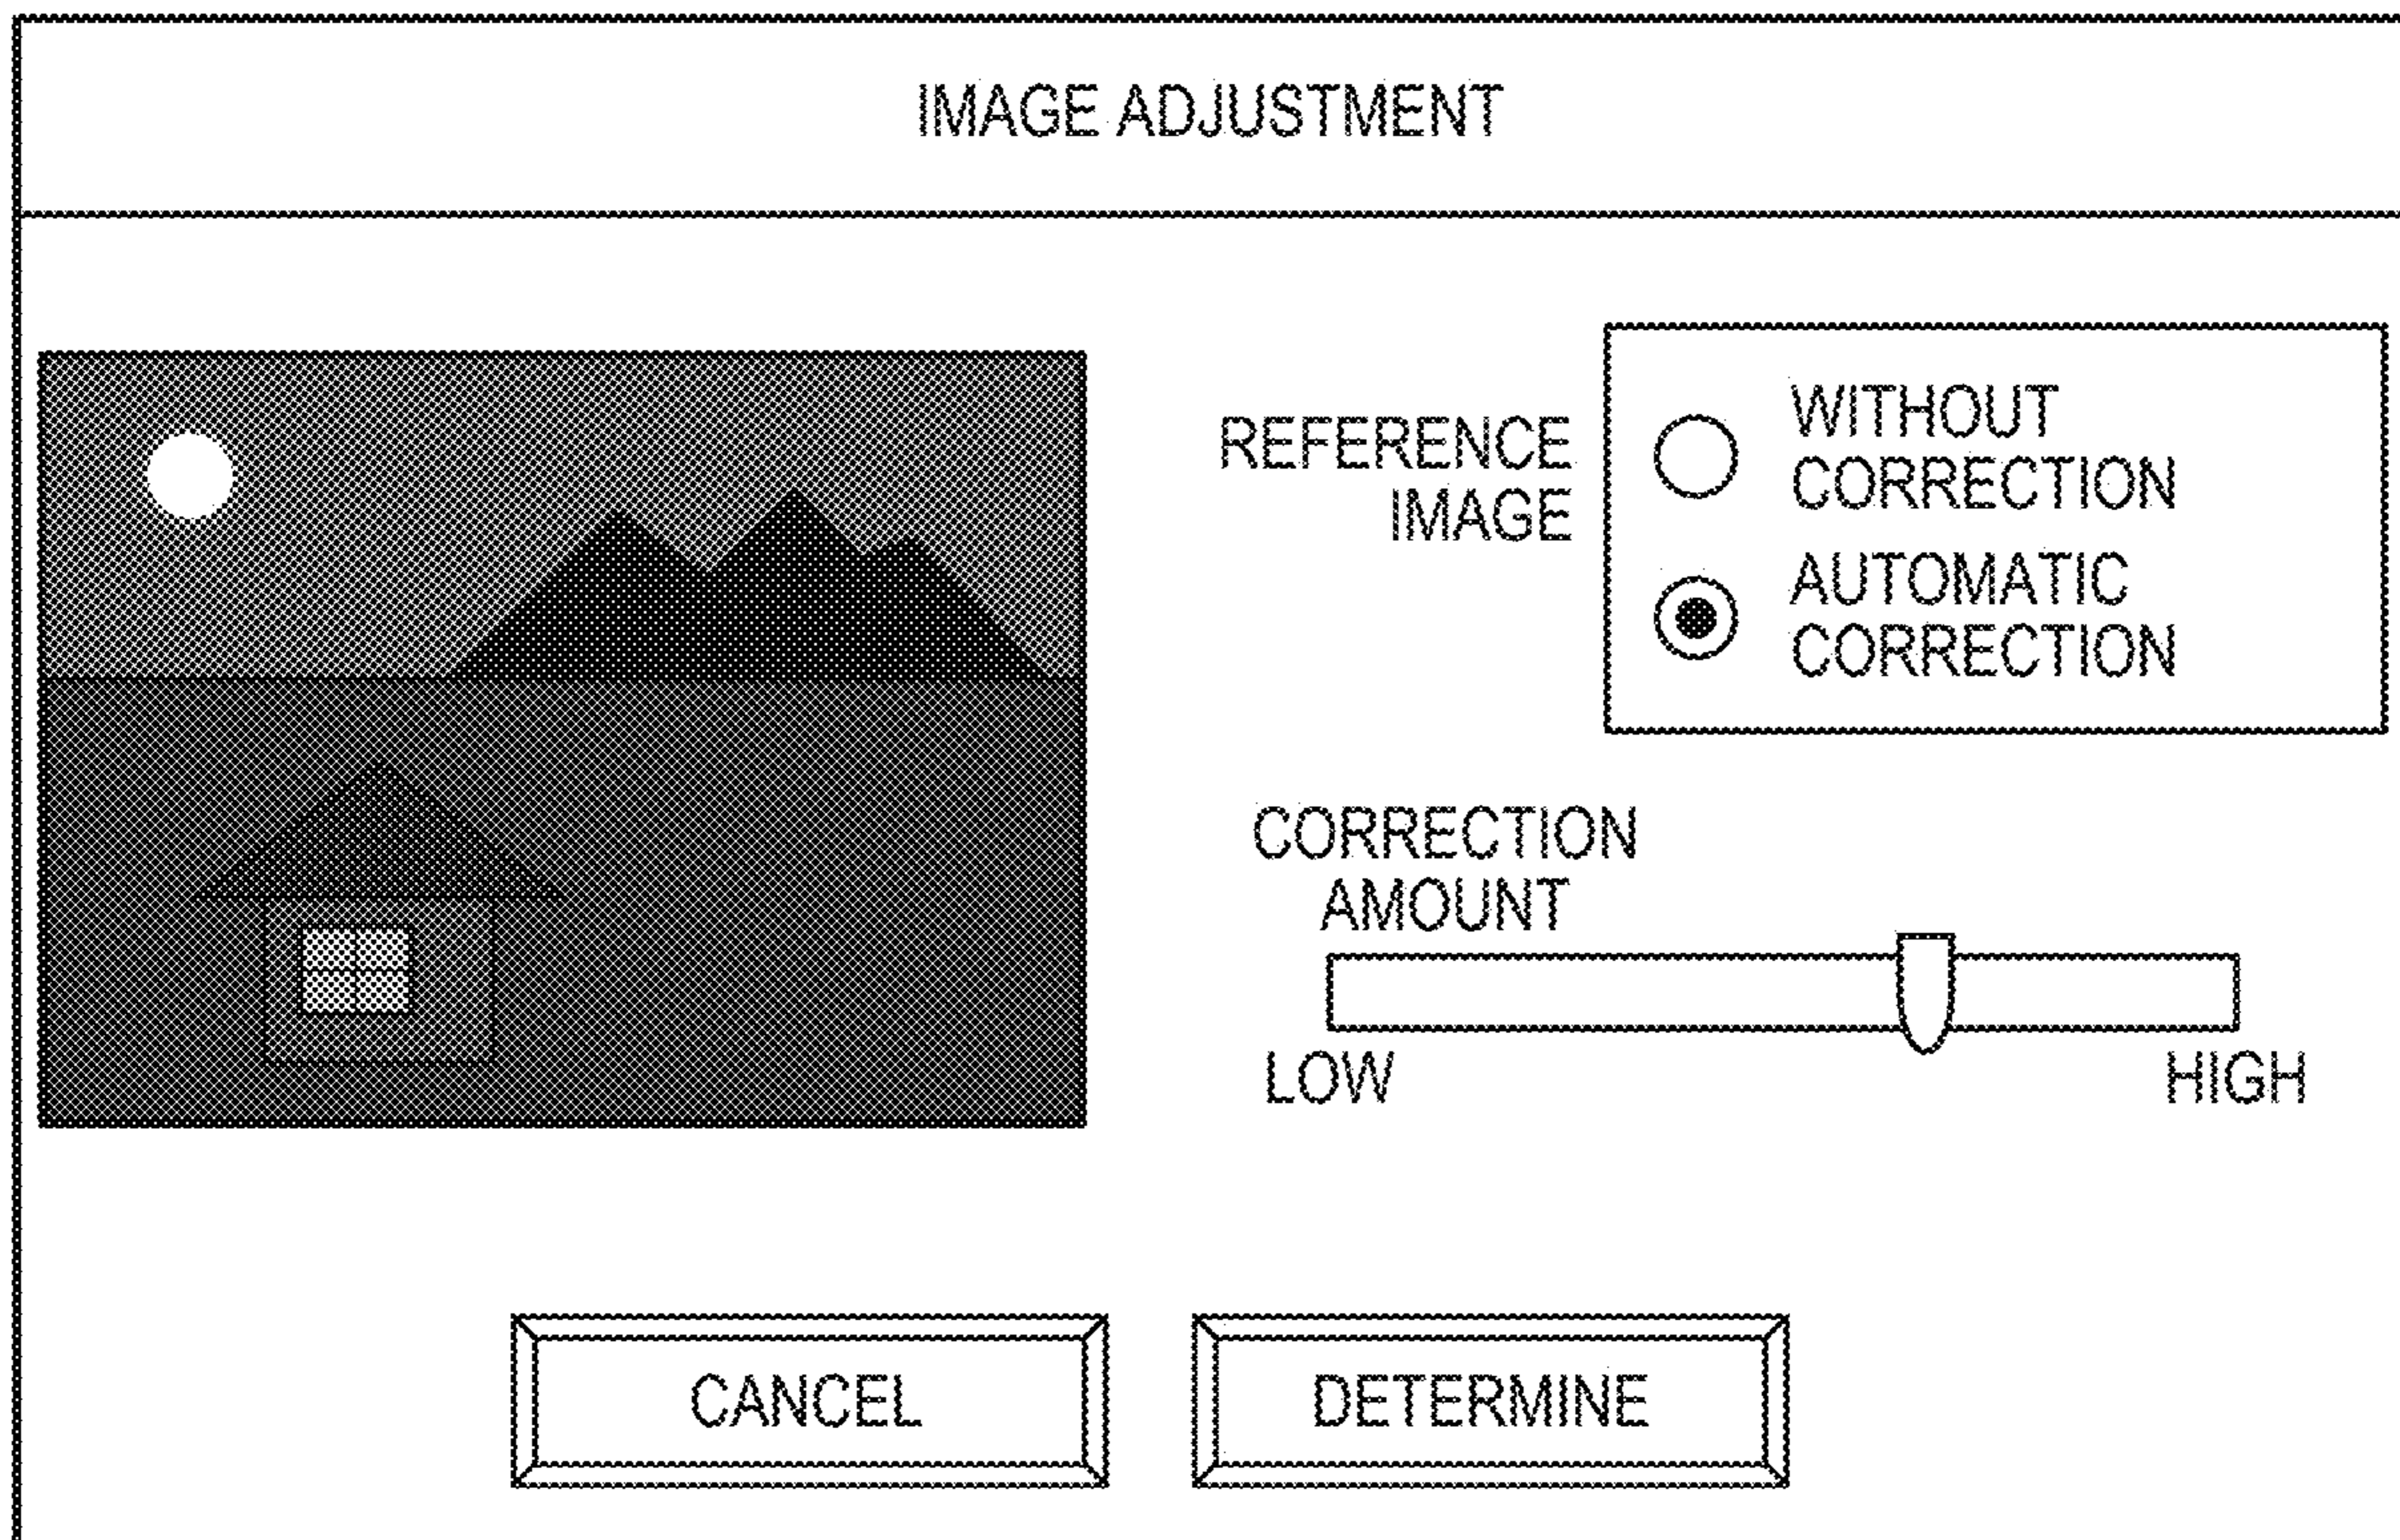 IMAGE ADJUSTMENT
REFERENCE
IMAGE
WITHOUT
CORRECTION
AUTOMATIC
CORRECTION
CORRECTION
AMOUNT
LOW
HIGH
CANCEL
DETERMINE